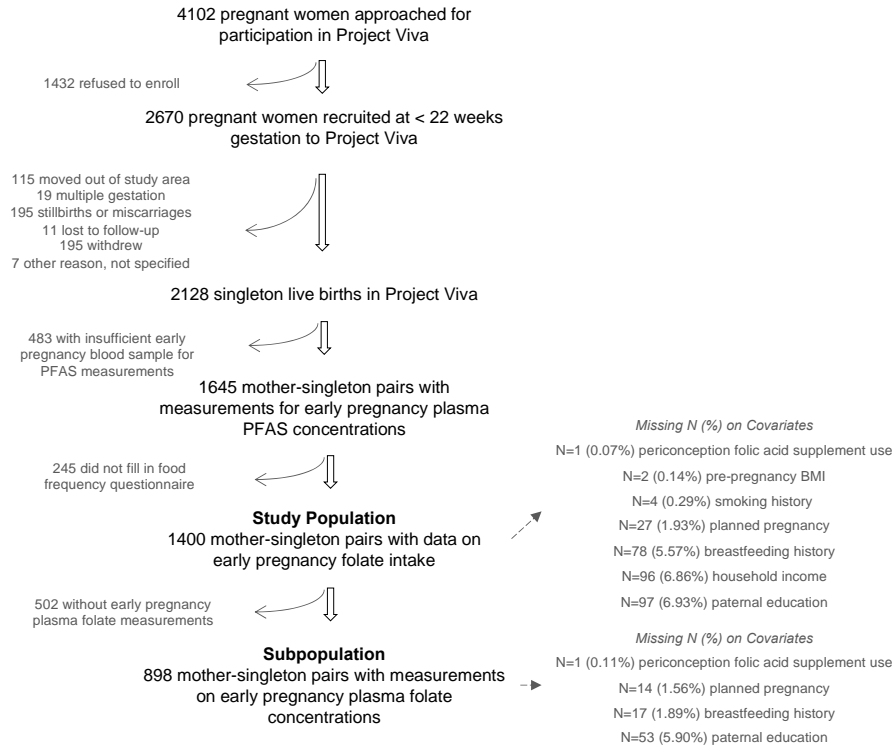 4102 pregnant women approached for
participation in Project Viva
1432 refused to enroll
2670 pregnant women recruited at < 22 weeks
gestation to Project Viva
115 moved out of study area
19 multiple gestation
195 stillbirths or miscarriages
11 lost to follow-up
195 withdrew
7 other reason, not specified
2128 singleton live births in Project Viva
483 with insufficient early
pregnancy blood sample for
PFAS measurements
1645 mother-singleton pairs with
measurements for early pregnancy plasma
PFAS concentrations
245 did not fill in food
frequency questionnaire
Study Population
1400 mother-singleton pairs with data on
early pregnancy folate intake
Missing N (%) on Covariates
N=1 (0.07%) periconception folic acid supplement use
N=2 (0.14%) pre-pregnancy BMI
N=4 (0.29%) smoking history
N=27 (1.93%) planned pregnancy
N=78 (5.57%) breastfeeding history
N=96 (6.86%) household income
N=97 (6.93%) paternal education
502 without early pregnancy
plasma folate measurements
Subpopulation
898 mother-singleton pairs with measurements
on early pregnancy plasma folate
concentrations
Missing N (%) on Covariates
N=1 (0.11%) periconception folic acid supplement use
N=14 (1.56%) planned pregnancy
N=17 (1.89%) breastfeeding history
N=53 (5.90%) paternal education